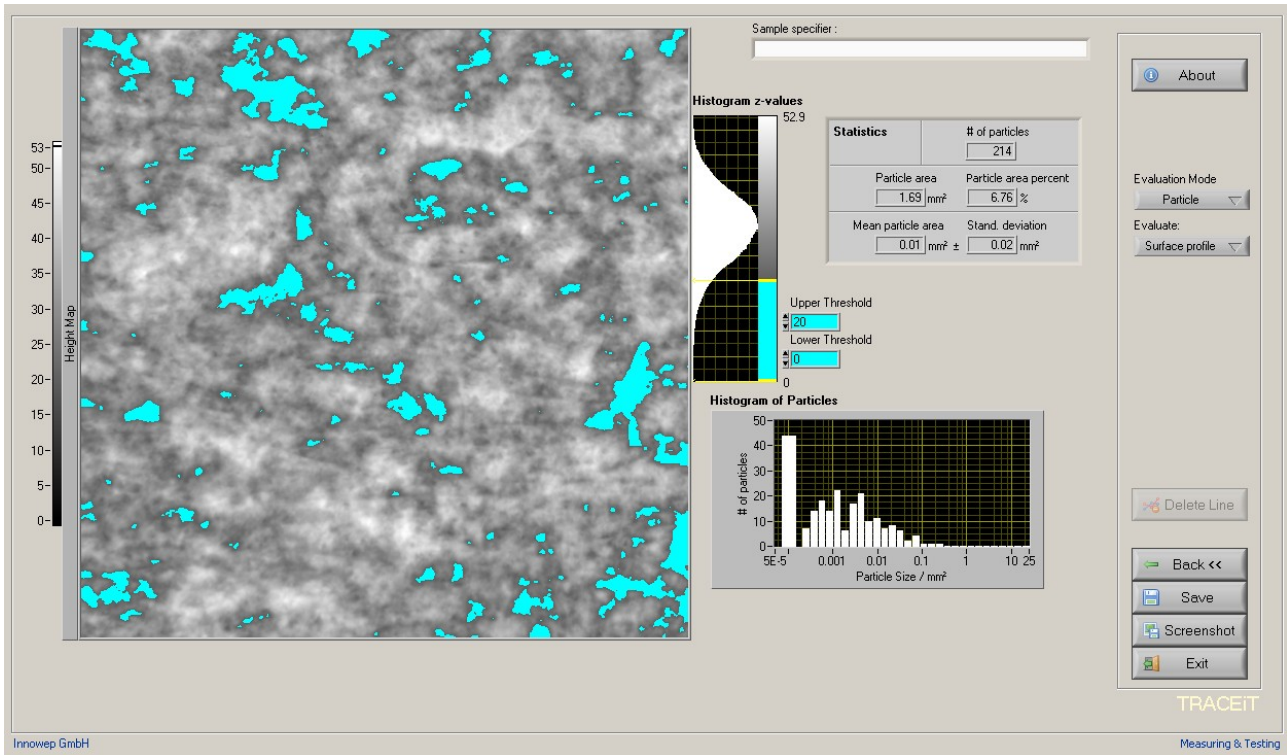 Sample specifier :
About
Histogram z-values
52.9
53
50
45
40
35
30
25
20
15
10
5
0
Height Map
Statistics
# of particles
214
Particle area
Particle area percent
1.69 mm²
6.76 %
Mean particle area
Stand. deviation
0.01 mm² ±
0.02 mm²
Evaluation Mode
Particle
Evaluate:
Surface profile
Upper Threshold
20
Lower Threshold
0
0
Histogram of Particles
# of particles
50
40
30
20
10
0
5E-5
0.001
0.01
0.1
1
10
25
Particle Size / mm²
Delete Line
Back <<
Save
Screenshot
Exit
TRACEiT
Innowep GmbH
Measuring & Testing